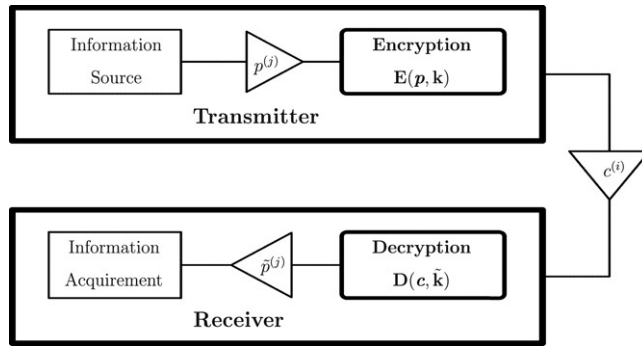 Information
Source
p^(j)
Encryption
E(p, k)
Transmitter
c^(i)
Information
Acquirement
p̃^(j)
Decryption
D(c, k̃)
Receiver